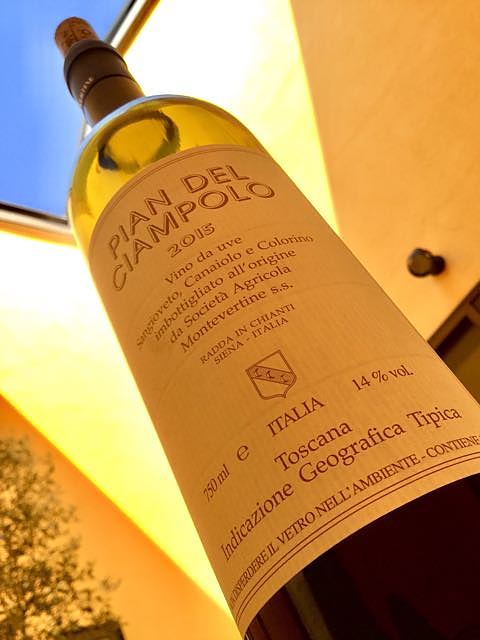 PIAN DEL
CIAMPOLO
2015
Vino da uve
Sangioveto, Canaiolo e Colorino
imbottigliato all'origine
da Società Agricola
Montevertine s.s.
RADDA IN CHIANTI
SIENA - ITALIA
750 ml e ITALIA 14 % vol.
Toscana
Indicazione Geografica Tipica
DISPERDERE IL VETRO NELL'AMBIENTE - CONTIENE